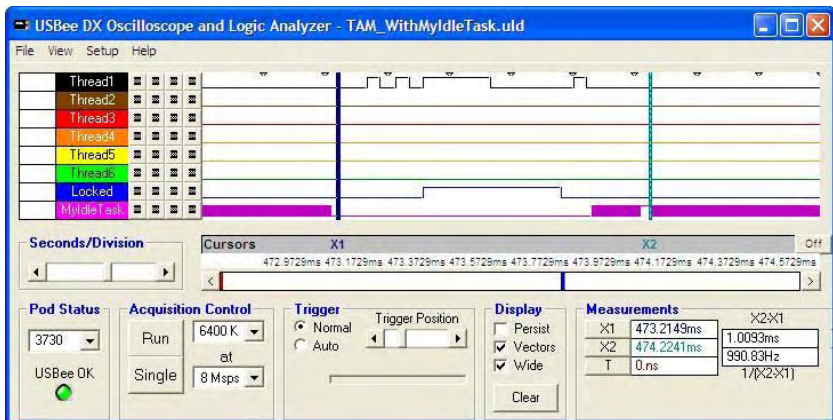 USBee DX Oscilloscope and Logic Analyzer - TAM_WithMyIdleTask.uld
File View Setup Help
Thread1
Thread2
Thread3
Thread4
Thread5
Thread6
Locked
MyIdleTask
Seconds/Division
Cursors X1 X2 Off
472.9729ms 473.1729ms 473.3729ms 473.5729ms 473.7729ms 473.9729ms 474.1729ms 474.3729ms 474.5729ms
Pod Status
3730
USBee OK
Acquisition Control
Run
6400 K
at
Single
8 Msps
Trigger
Normal
Auto
Trigger Position
Display
Persist
Vectors
Wide
Clear
Measurements
X1 473.2149ms
X2 474.2241ms
T 0.ns
X2-X1
1.0093ms
990.83Hz
1/(X2-X1)